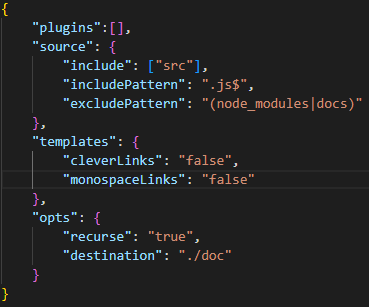 {
    "plugins":[],
    "source": {
        "include": ["src"],
        "includePattern": ".js$",
        "excludePattern": "(node_modules|docs)"
    },
    "templates": {
        "cleverLinks": "false",
        "monospaceLinks": "false"
    },
    "opts": {
        "recurse": "true",
        "destination": "./doc"
    }
}